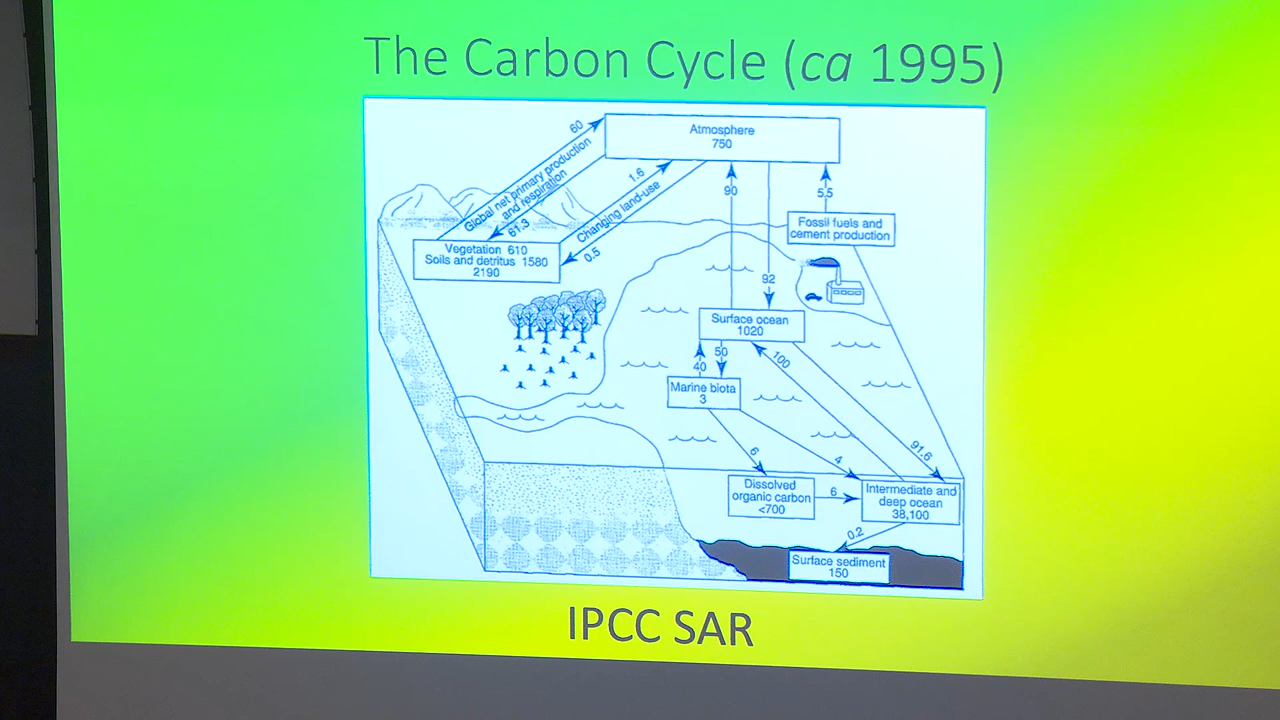 The Carbon Cycle (ca 1995)
Atmosphere
750
60
Global net primary production
and respiration
61.3
1.6
Changing land-use
0.5
90
5.5
Fossil fuels and
cement production
Vegetation 610
Soils and detritus 1580
2190
92
Surface ocean
1020
40
50
100
Marine biota
3
91.6
6
4
Dissolved
organic carbon
<700
6
Intermediate and
deep ocean
38,100
0.2
Surface sediment
150
IPCC SAR